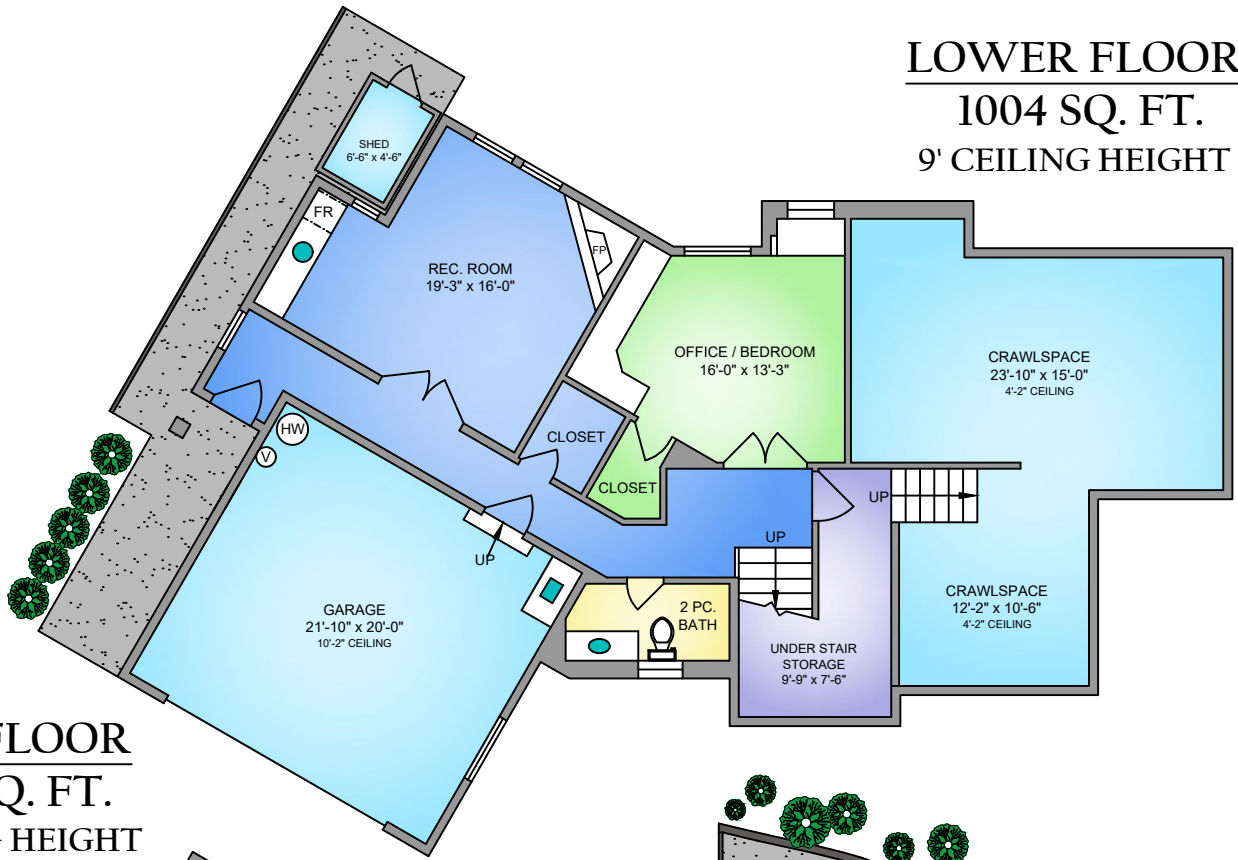 LOWER FLOOR
1004 SQ. FT.
9' CEILING HEIGHT
SHED
6'-6" x 4'-6"
FR
FP
REC. ROOM
19'-3" x 16'-0"
OFFICE / BEDROOM
16'-0" x 13'-3"
CRAWLSPACE
23'-10" x 15'-0"
4'-2" CEILING
HW
V
CLOSET
CLOSET
UP
UP
UP
GARAGE
21'-10" x 20'-0"
10'-2" CEILING
2 PC.
BATH
CRAWLSPACE
12'-2" x 10'-6"
4'-2" CEILING
UNDER STAIR
STORAGE
9'-9" x 7'-6"
FLOOR
Q. FT.
HEIGHT